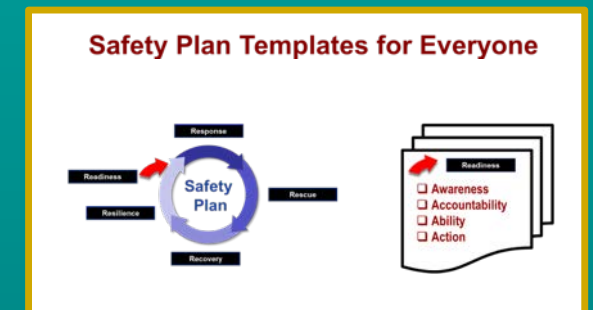 Safety Plan Templates for Everyone
Response
Readiness
Safety
Plan
Rescue
Resilience
Recovery
Readiness
❑ Awareness
❑ Accountability
❑ Ability
❑ Action